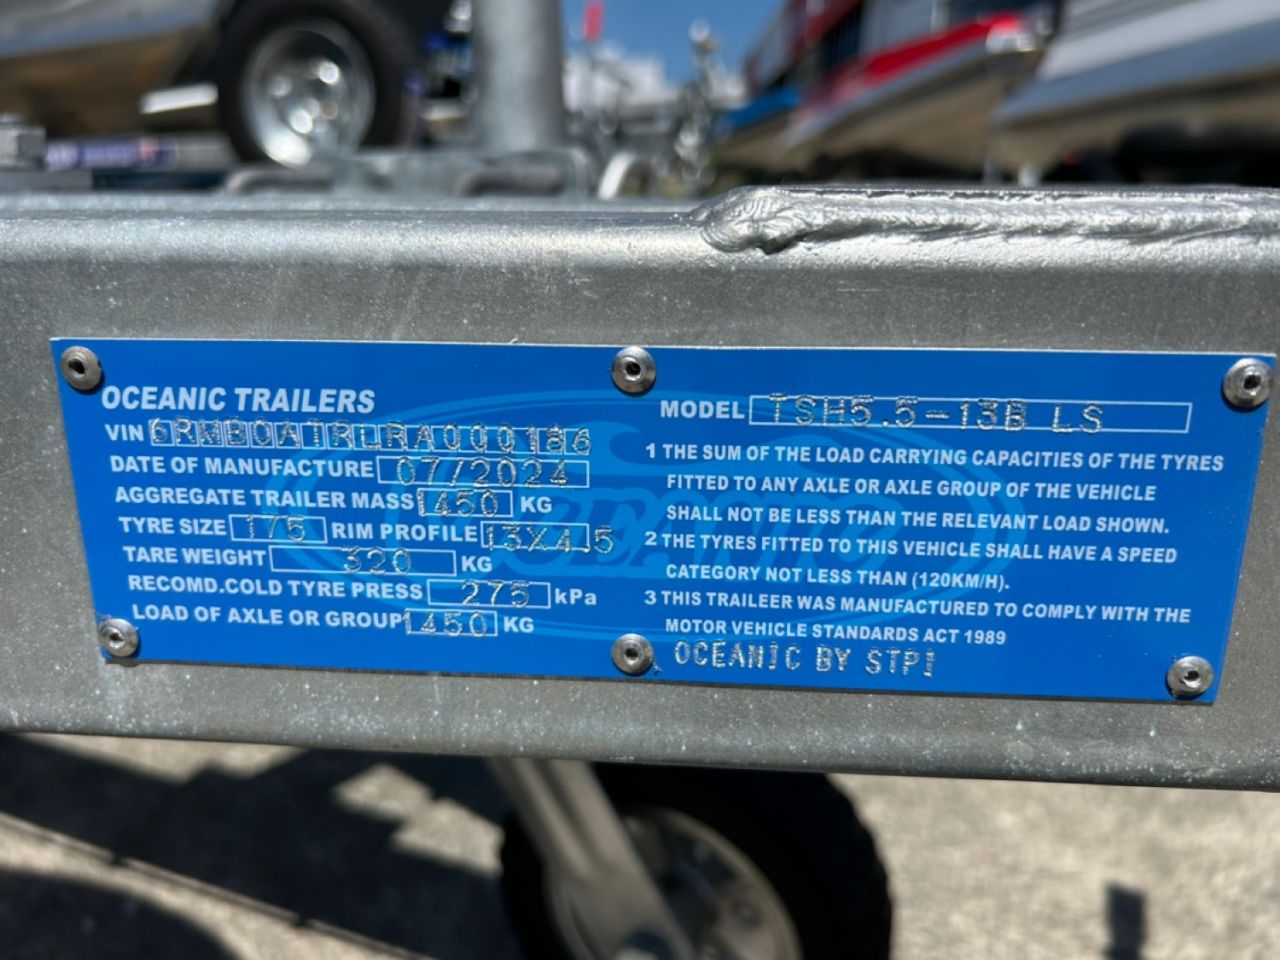 OCEANIC TRAILERS
VIN 6RMBOATRLRA000186
DATE OF MANUFACTURE 07/2024
AGGREGATE TRAILER MASS 1450 KG
TYRE SIZE 175 RIM PROFILE 13X4.5
TARE WEIGHT 320 KG
RECOMD.COLD TYRE PRESS 275 kPa
LOAD OF AXLE OR GROUP 1450 KG
MODEL TSH5.5-13B LS
1 THE SUM OF THE LOAD CARRYING CAPACITIES OF THE TYRES
FITTED TO ANY AXLE OR AXLE GROUP OF THE VEHICLE
SHALL NOT BE LESS THAN THE RELEVANT LOAD SHOWN.
2 THE TYRES FITTED TO THIS VEHICLE SHALL HAVE A SPEED
CATEGORY NOT LESS THAN (120KM/H).
3 THIS TRAILEER WAS MANUFACTURED TO COMPLY WITH THE
MOTOR VEHICLE STANDARDS ACT 1989
OCEANIC BY STPI
OCEANIC